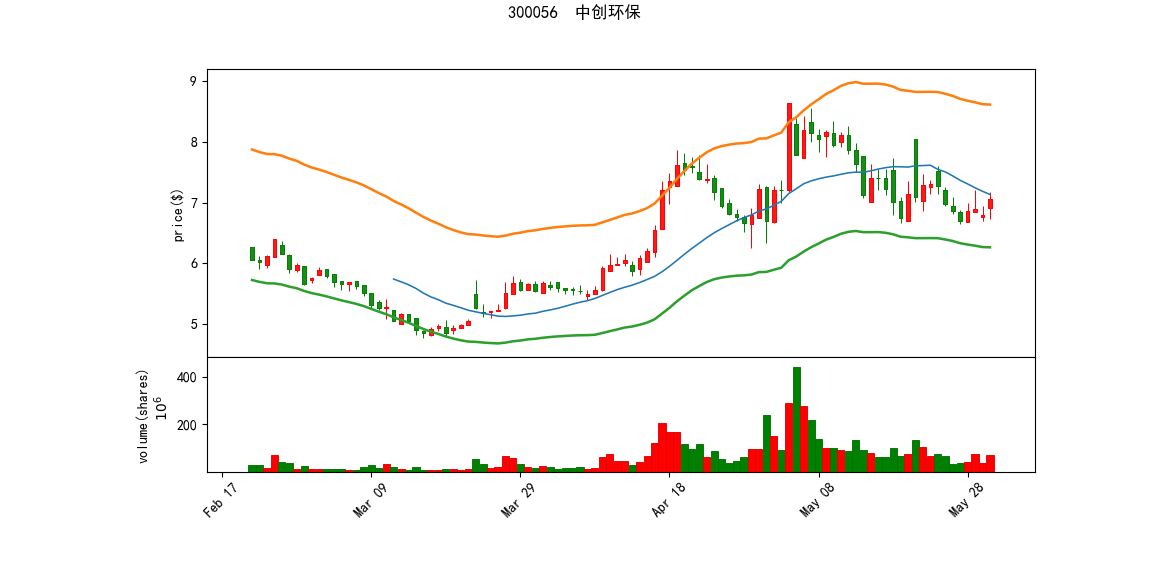 300056  中创环保
price($)
9
8
7
6
5
volume(shares)
10^6
400
200
Feb 17
Mar 09
Mar 29
Apr 18
May 08
May 28